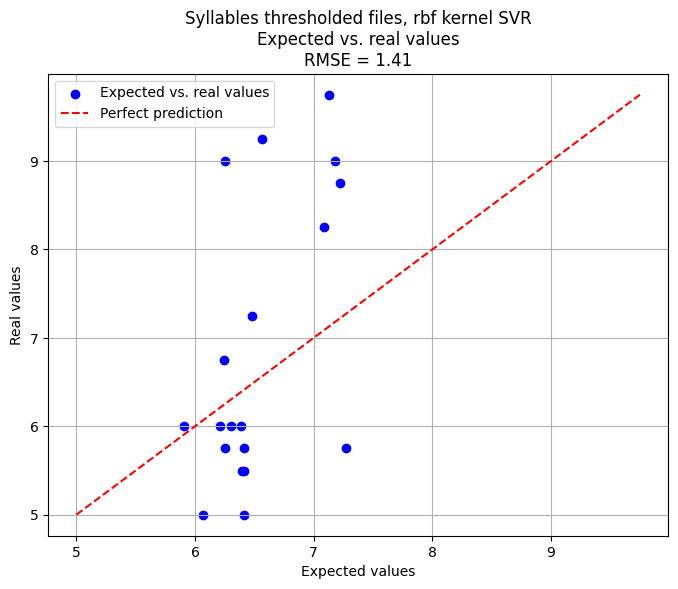 Syllables thresholded files, rbf kernel SVR
Expected vs. real values
RMSE = 1.41
Expected vs. real values
Perfect prediction
9
8
7
6
5
Real values
5 6 7 8 9
Expected values